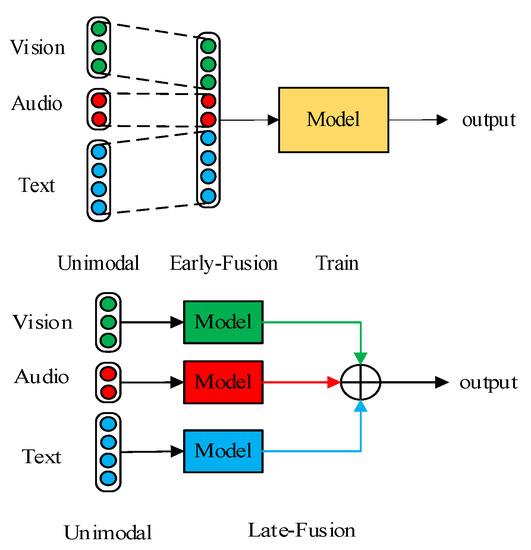 Vision
Audio
Text
Model
output
Unimodal Early-Fusion Train
Vision
Model
Audio
Model
output
Text
Model
Unimodal Late-Fusion